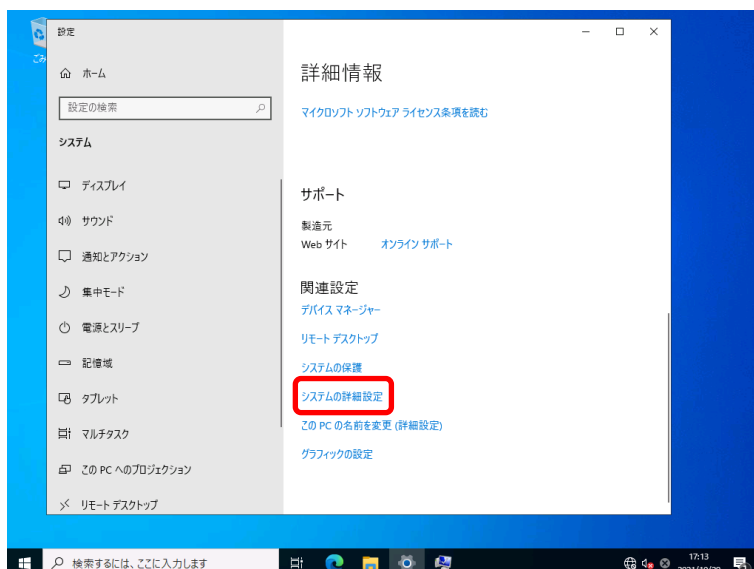 設定
ホーム
設定の検索
システム
ディスプレイ
サウンド
通知とアクション
集中モード
電源とスリープ
記憶域
タブレット
マルチタスク
この PC へのプロジェクション
リモート デスクトップ
詳細情報
マイクロソフト ソフトウェア ライセンス条項を読む
サポート
製造元
Web サイト オンライン サポート
関連設定
デバイス マネージャー
リモート デスクトップ
システムの保護
システムの詳細設定
この PC の名前を変更 (詳細設定)
グラフィックの設定
検索するには、ここに入力します
17:13